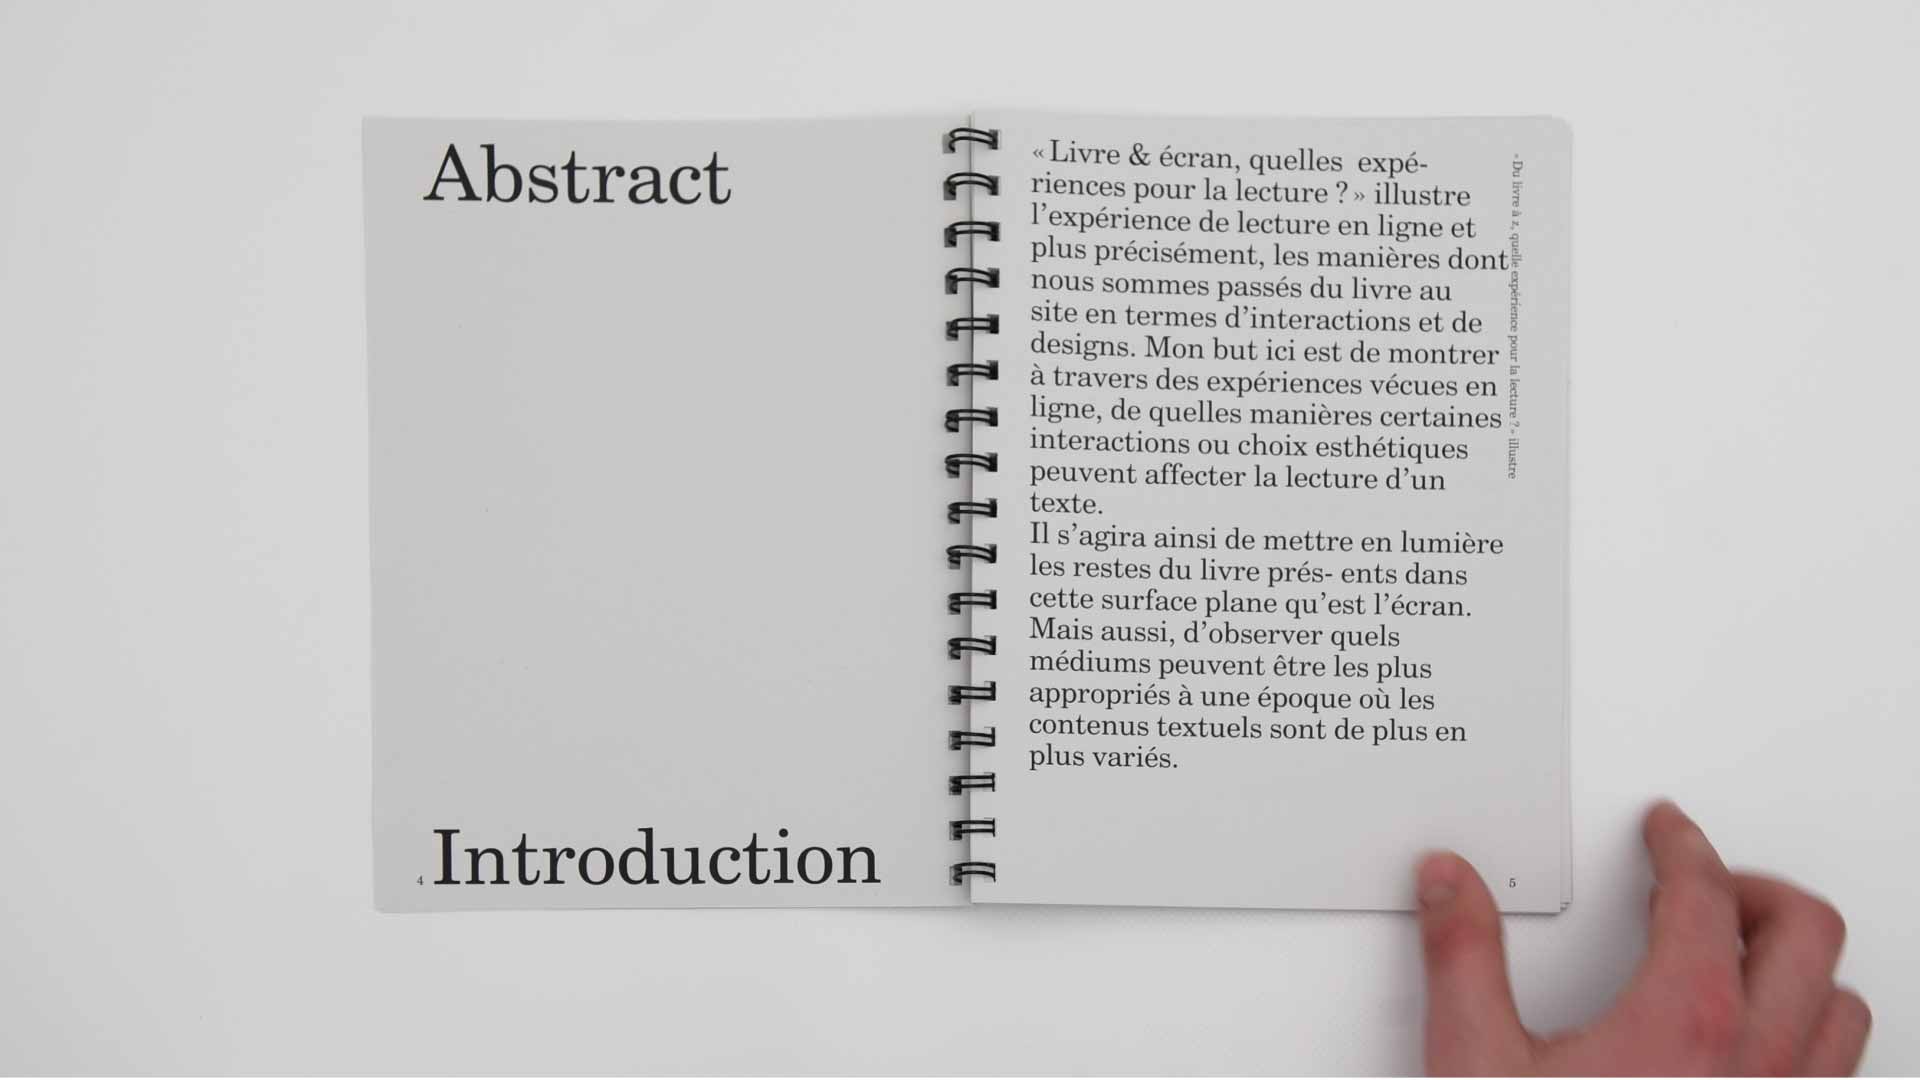 Abstract
4 Introduction
« Livre & écran, quelles expé-
riences pour la lecture ? » illustre
l’expérience de lecture en ligne et
plus précisément, les manières dont
nous sommes passés du livre au
site en termes d’interactions et de
designs. Mon but ici est de montrer
à travers des expériences vécues en
ligne, de quelles manières certaines
interactions ou choix esthétiques
peuvent affecter la lecture d’un
texte.
Il s’agira ainsi de mettre en lumière
les restes du livre prés- ents dans
cette surface plane qu’est l’écran.
Mais aussi, d’observer quels
médiums peuvent être les plus
appropriés à une époque où les
contenus textuels sont de plus en
plus variés.
« Du livre à z, quelle expérience pour la lecture ? » illustre
5